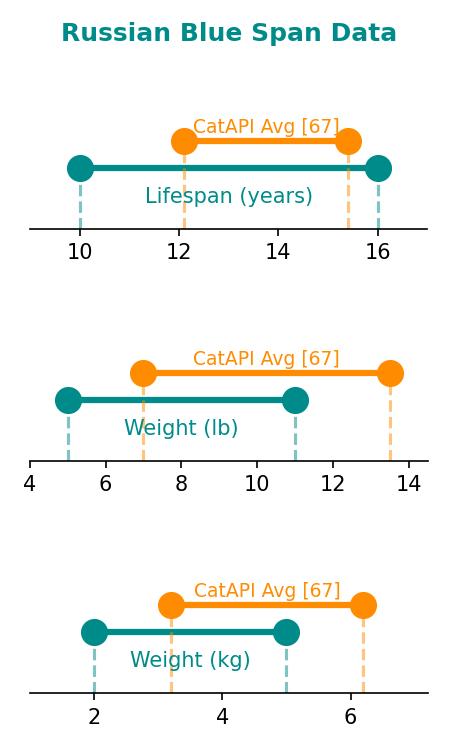 Russian Blue Span Data
CatAPI Avg [67]
Lifespan (years)
10 12 14 16
CatAPI Avg [67]
Weight (lb)
4 6 8 10 12 14
CatAPI Avg [67]
Weight (kg)
2 4 6